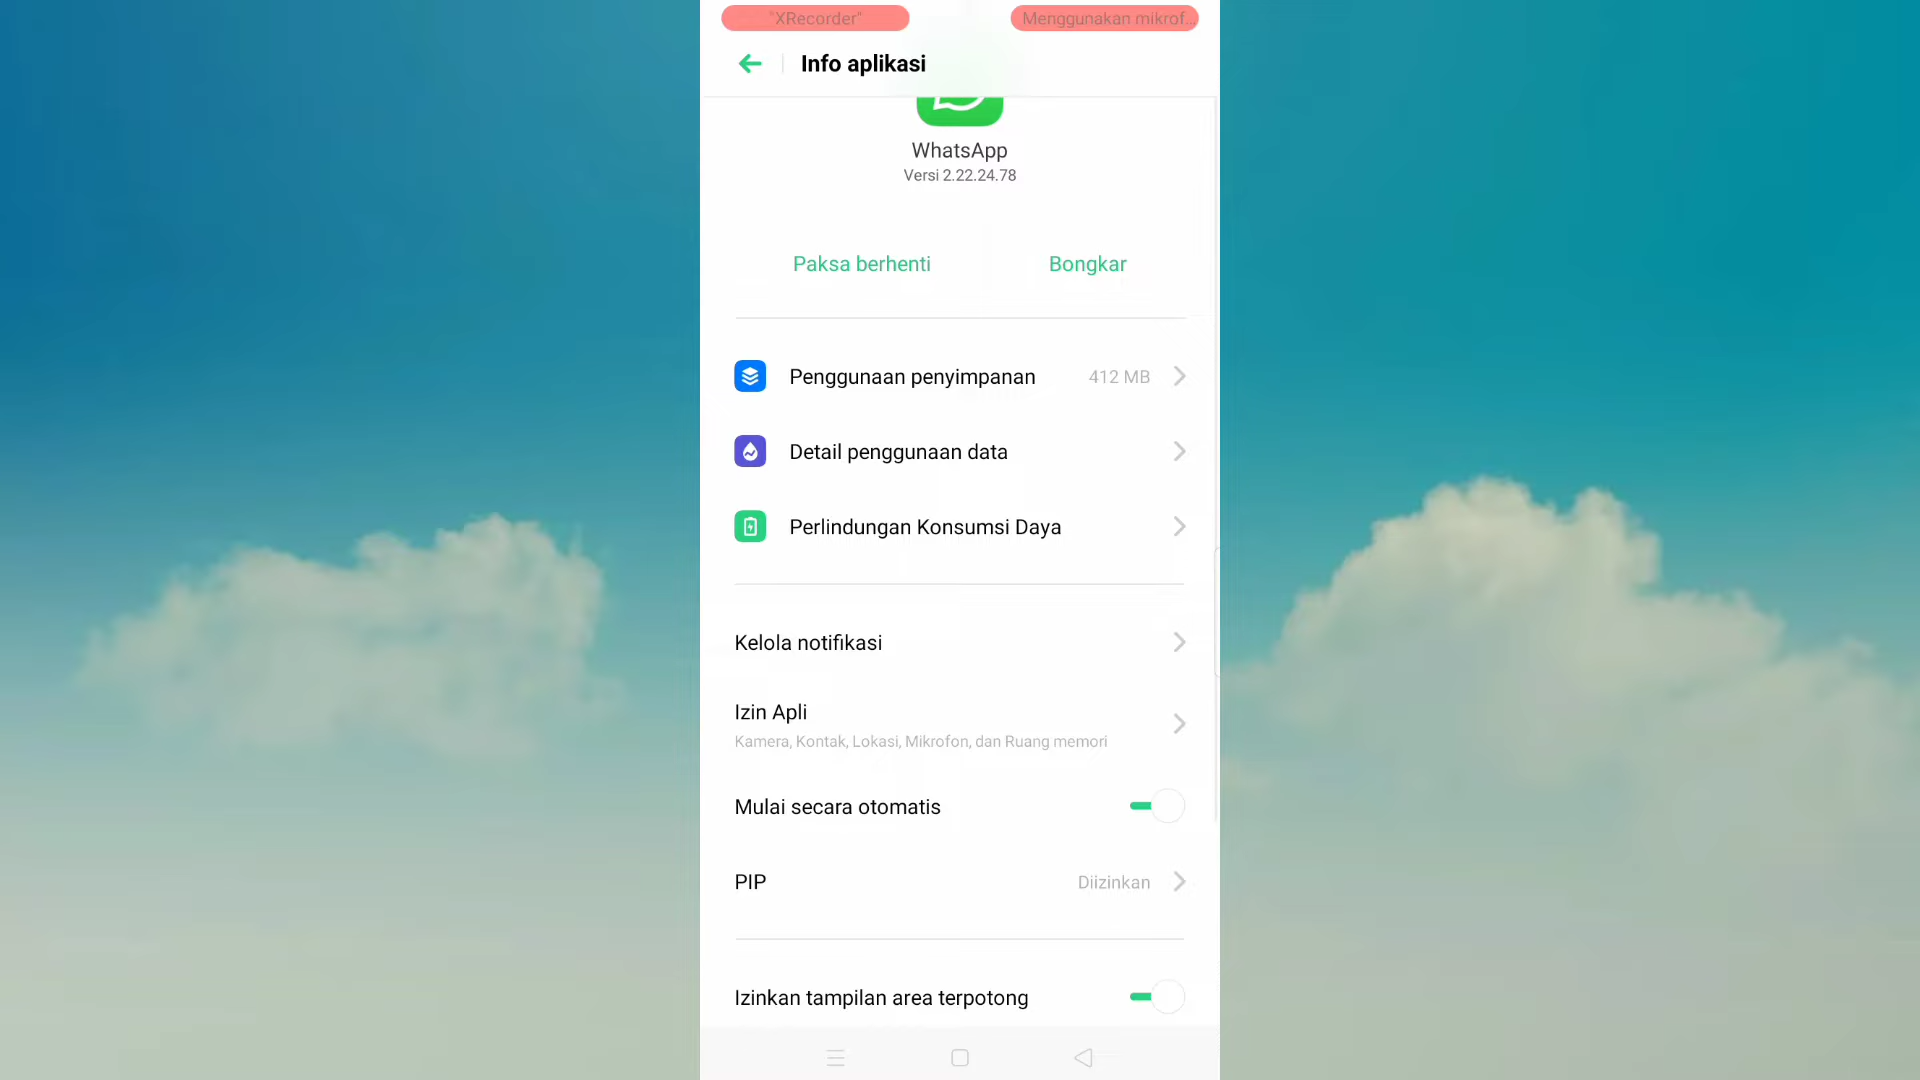 "XRecorder"
Menggunakan mikrof...
Info aplikasi
WhatsApp
Versi 2.22.24.78
Paksa berhenti
Bongkar
Penggunaan penyimpanan 412 MB
Detail penggunaan data
Perlindungan Konsumsi Daya
Kelola notifikasi
Izin Apli
Kamera, Kontak, Lokasi, Mikrofon, dan Ruang memori
Mulai secara otomatis
PIP Diizinkan
Izinkan tampilan area terpotong